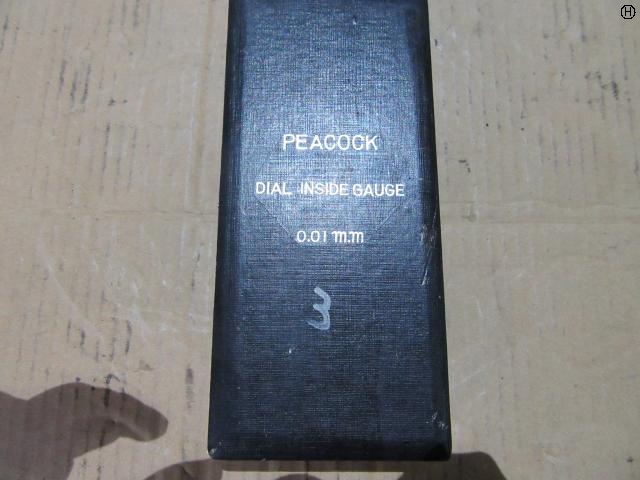 PEACOCK
DIAL INSIDE GAUGE
0.01 m.m
3
H